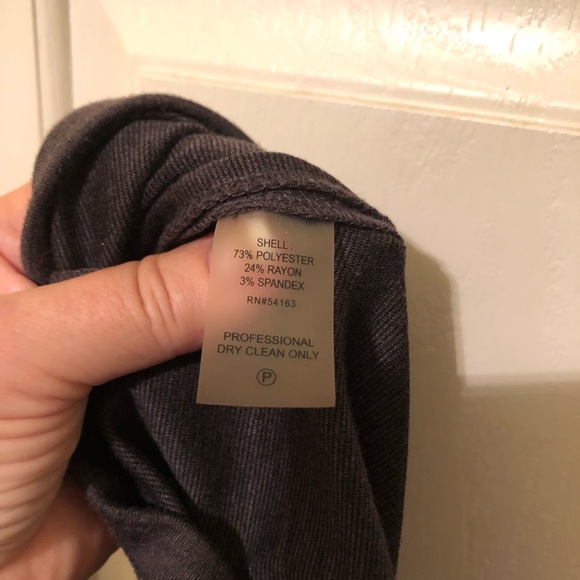 SHELL :
73% POLYESTER
24% RAYON
3% SPANDEX
RN#54163
PROFESSIONAL
DRY CLEAN ONLY
P